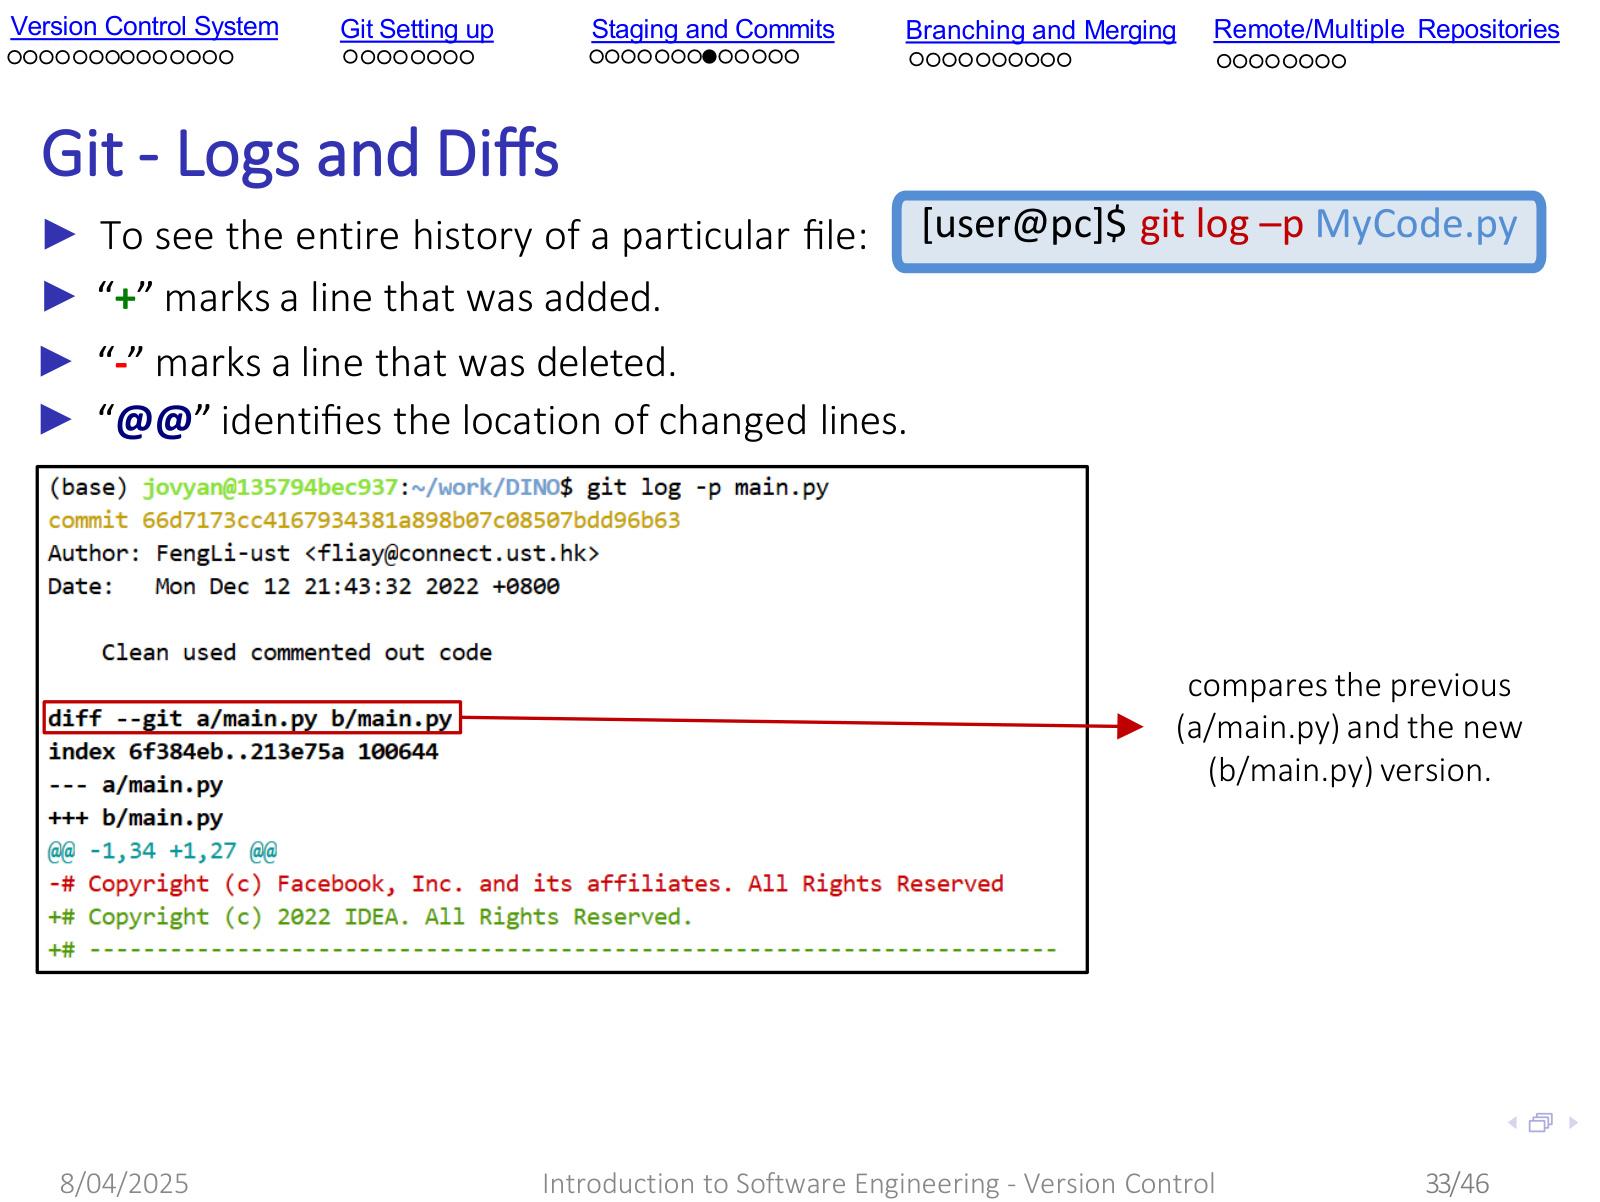 Version Control System
Git Setting up
Staging and Commits
Branching and Merging
Remote/Multiple Repositories
Git - Logs and Diffs
To see the entire history of a particular file:
[user@pc]$ git log –p MyCode.py
“+” marks a line that was added.
“-” marks a line that was deleted.
“@@” identifies the location of changed lines.
(base) jovyan@135794bec937:~/work/DINO$ git log -p main.py
commit 66d7173cc4167934381a898b07c08507bdd96b63
Author: FengLi-ust <fliay@connect.ust.hk>
Date:   Mon Dec 12 21:43:32 2022 +0800
Clean used commented out code
diff --git a/main.py b/main.py
index 6f384eb..213e75a 100644
--- a/main.py
+++ b/main.py
@@ -1,34 +1,27 @@
-# Copyright (c) Facebook, Inc. and its affiliates. All Rights Reserved
+# Copyright (c) 2022 IDEA. All Rights Reserved.
+# ------------------------------------------------------------------------
compares the previous
(a/main.py) and the new
(b/main.py) version.
8/04/2025
Introduction to Software Engineering - Version Control
33/46